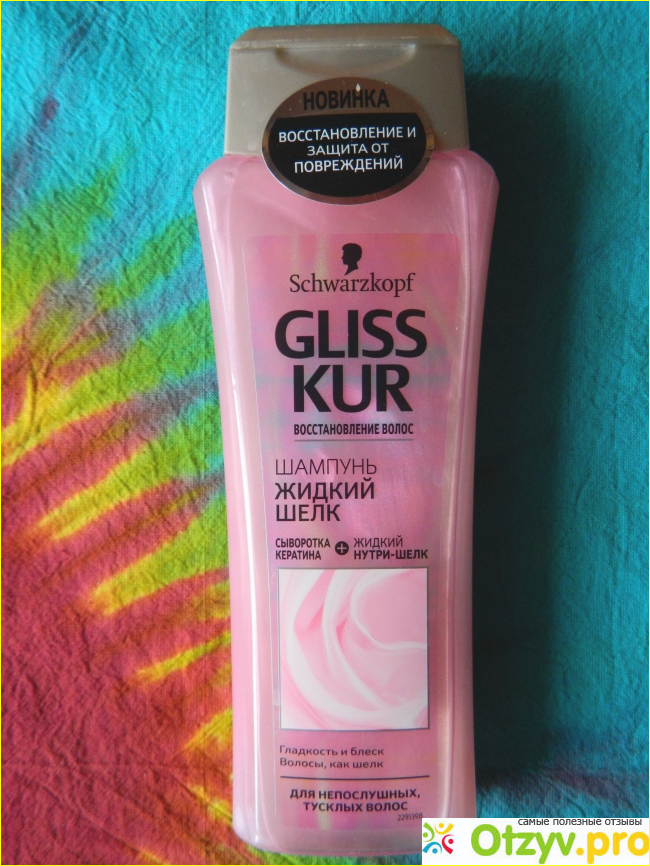 НОВИНКА
ВОССТАНОВЛЕНИЕ И
ЗАЩИТА ОТ
ПОВРЕЖДЕНИЙ
Schwarzkopf
GLISS
KUR
ВОССТАНОВЛЕНИЕ ВОЛОС
ШАМПУНЬ
ЖИДКИЙ
ШЕЛК
СЫВОРОТКА КЕРАТИНА + ЖИДКИЙ НУТРИ-ШЕЛК
Гладкость и блеск
Волосы, как шелк
ДЛЯ НЕПОСЛУШНЫХ,
ТУСКЛЫХ ВОЛОС
2291398
самые полезные отзывы
Otzyv.pro